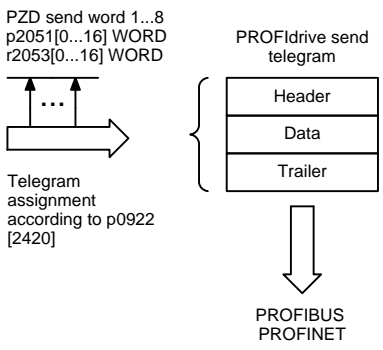 PZD send word 1...8
p2051[0...16] WORD
r2053[0...16] WORD
...
Telegram
assignment
according to p0922
[2420]
PROFIdrive send
telegram
Header
Data
Trailer
PROFIBUS
PROFINET